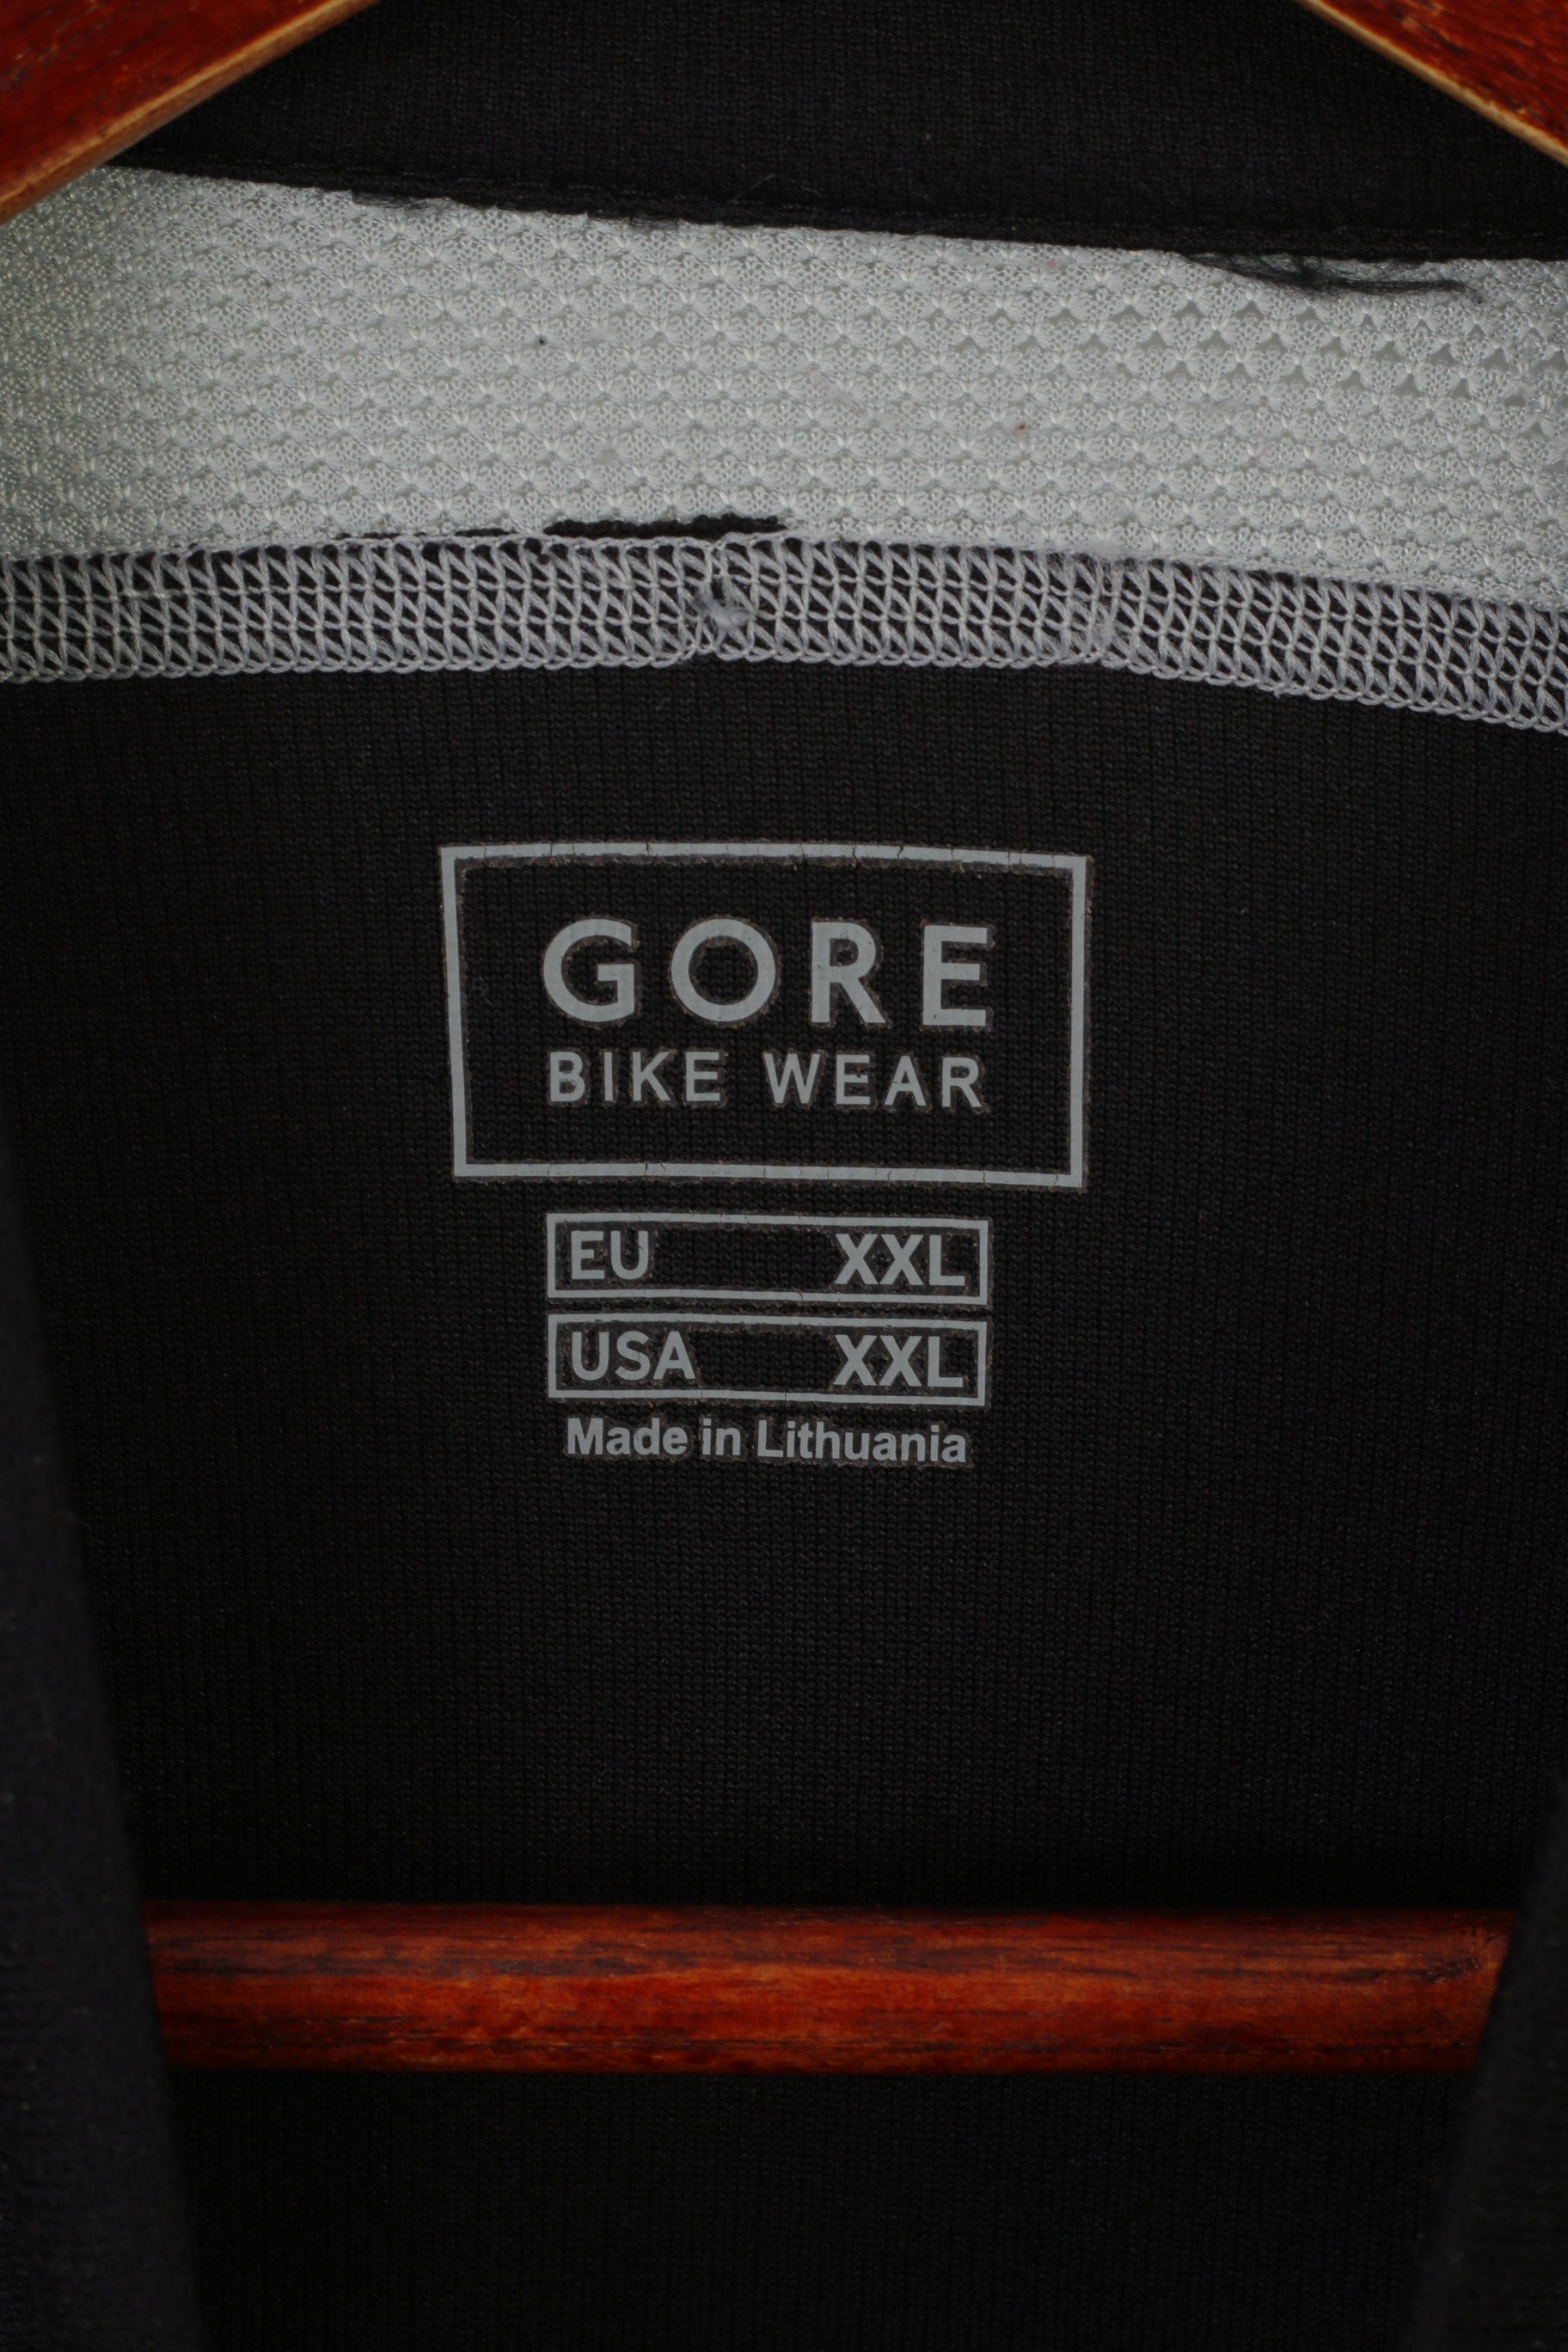 GORE
BIKE WEAR
EU XXL
USA XXL
Made in Lithuania